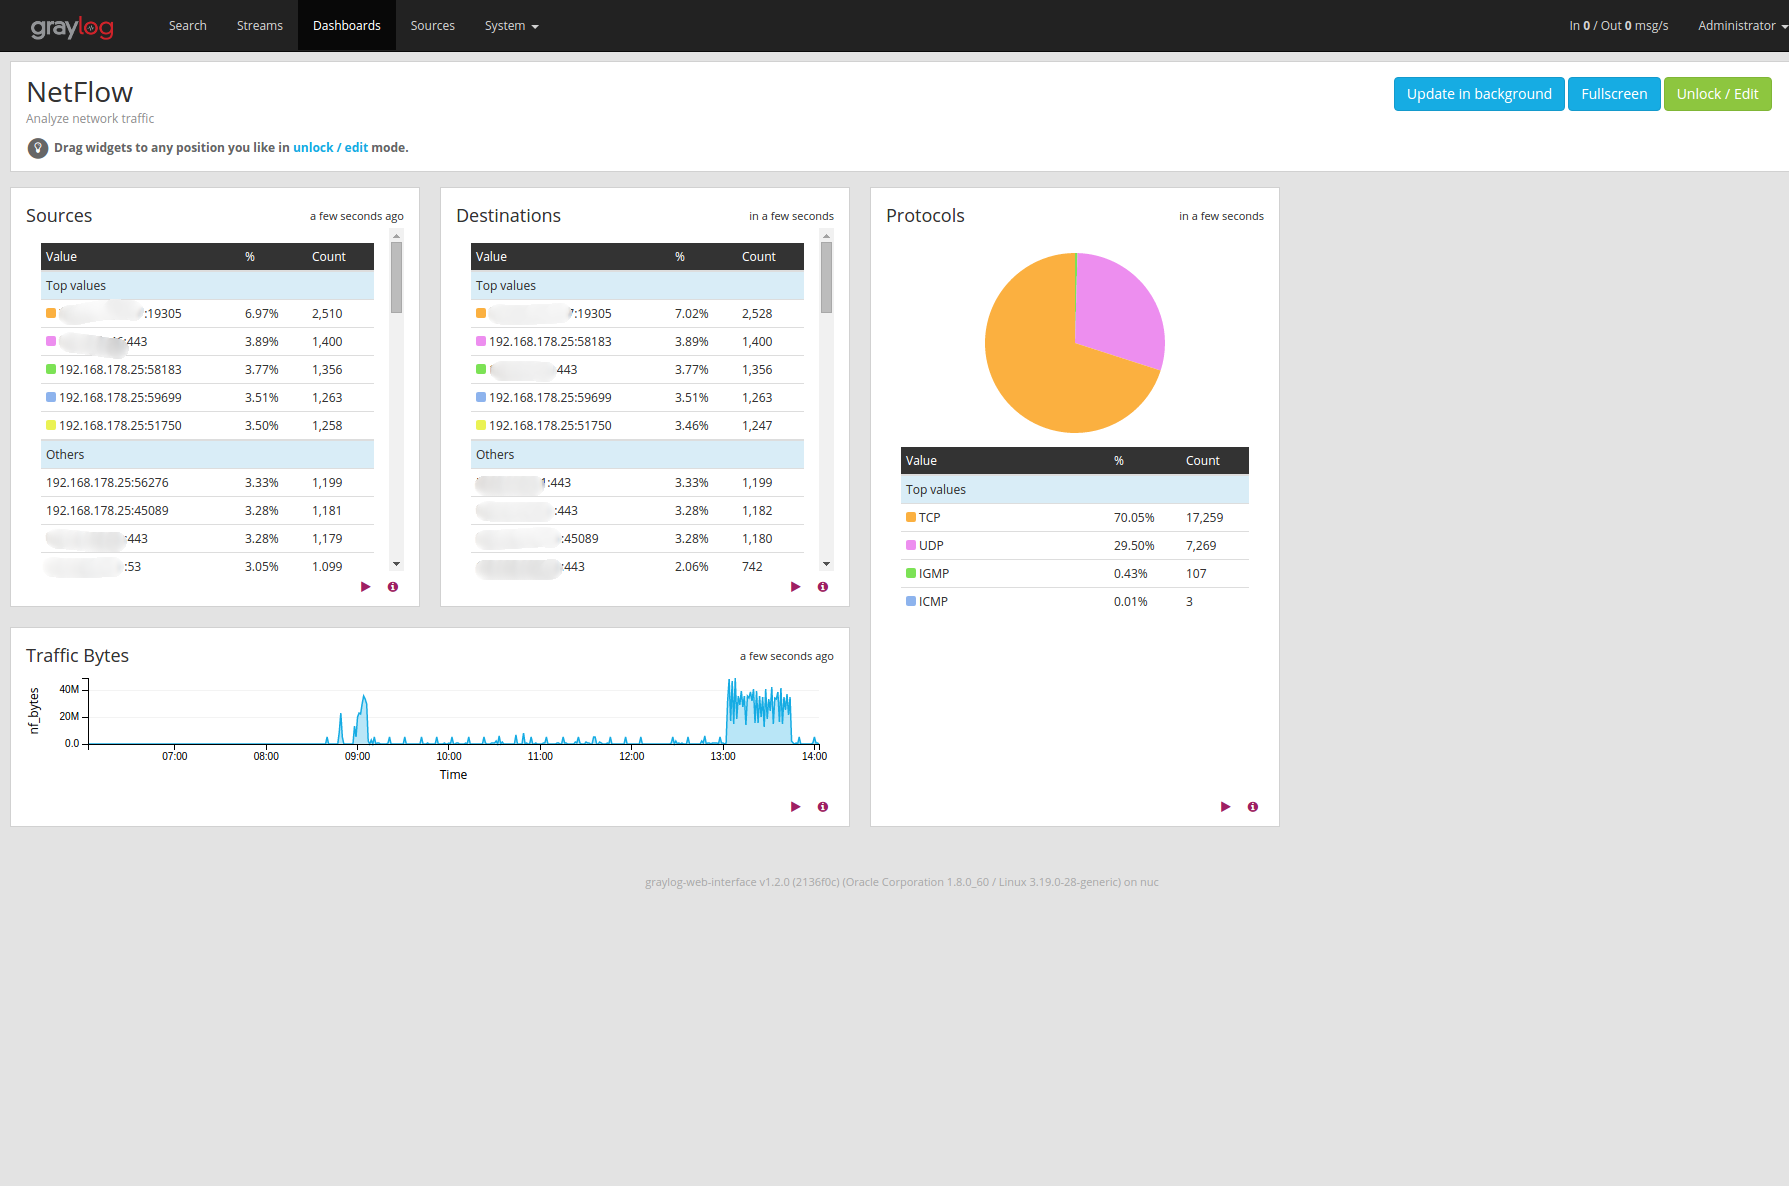 graylog Search Streams Dashboards Sources System In 0 / Out 0 msg/s Administrator
NetFlow
Analyze network traffic
Drag widgets to any position you like in unlock / edit mode.
Update in background Fullscreen Unlock / Edit
Sources a few seconds ago
Value % Count
Top values
:19305 6.97% 2,510
:443 3.89% 1,400
192.168.178.25:58183 3.77% 1,356
192.168.178.25:59699 3.51% 1,263
192.168.178.25:51750 3.50% 1,258
Others
192.168.178.25:56276 3.33% 1,199
192.168.178.25:45089 3.28% 1,181
:443 3.28% 1,179
:53 3.05% 1.099
Destinations in a few seconds
Value % Count
Top values
7:19305 7.02% 2,528
192.168.178.25:58183 3.89% 1,400
443 3.77% 1,356
192.168.178.25:59699 3.51% 1,263
192.168.178.25:51750 3.46% 1,247
Others
1:443 3.33% 1,199
:443 3.28% 1,182
:45089 3.28% 1,180
:443 2.06% 742
Protocols in a few seconds
Value % Count
Top values
TCP 70.05% 17,259
UDP 29.50% 7,269
IGMP 0.43% 107
ICMP 0.01% 3
Traffic Bytes a few seconds ago
nf_bytes
40M
20M
0.0
07:00 08:00 09:00 10:00 11:00 12:00 13:00 14:00
Time
graylog-web-interface v1.2.0 (2136f0c) (Oracle Corporation 1.8.0_60 / Linux 3.19.0-28-generic) on nuc